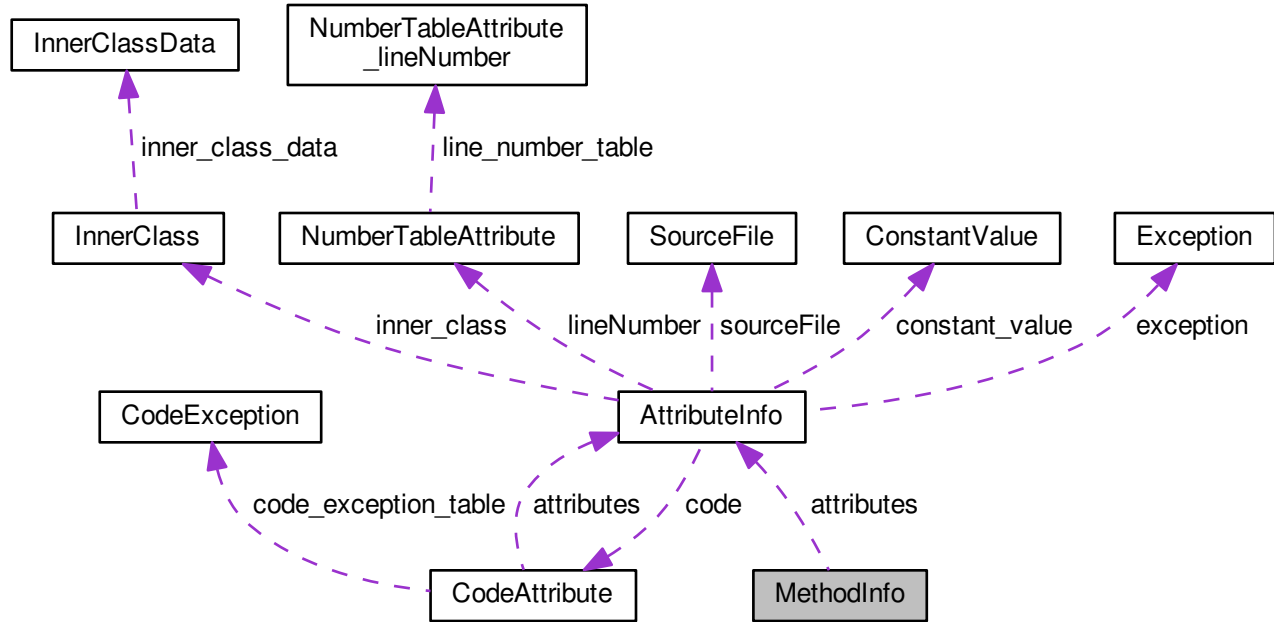 InnerClassData
NumberTableAttribute
_lineNumber
inner_class_data
line_number_table
InnerClass
NumberTableAttribute
SourceFile
ConstantValue
Exception
inner_class
lineNumber
sourceFile
constant_value
exception
CodeException
AttributeInfo
code_exception_table
attributes
code
attributes
CodeAttribute
MethodInfo